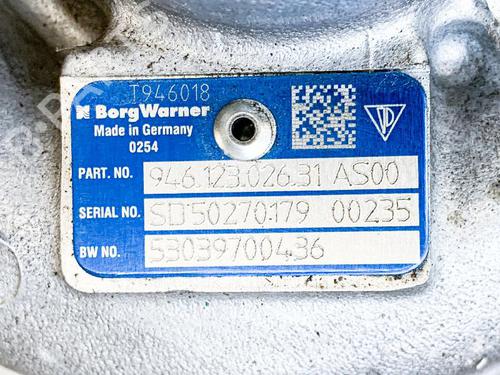 T946018
BorgWarner
Made in Germany
0254
PART. NO. 946.123.026.31 AS00
SERIAL NO. SD50270179 00235
BW NO. 53039700436